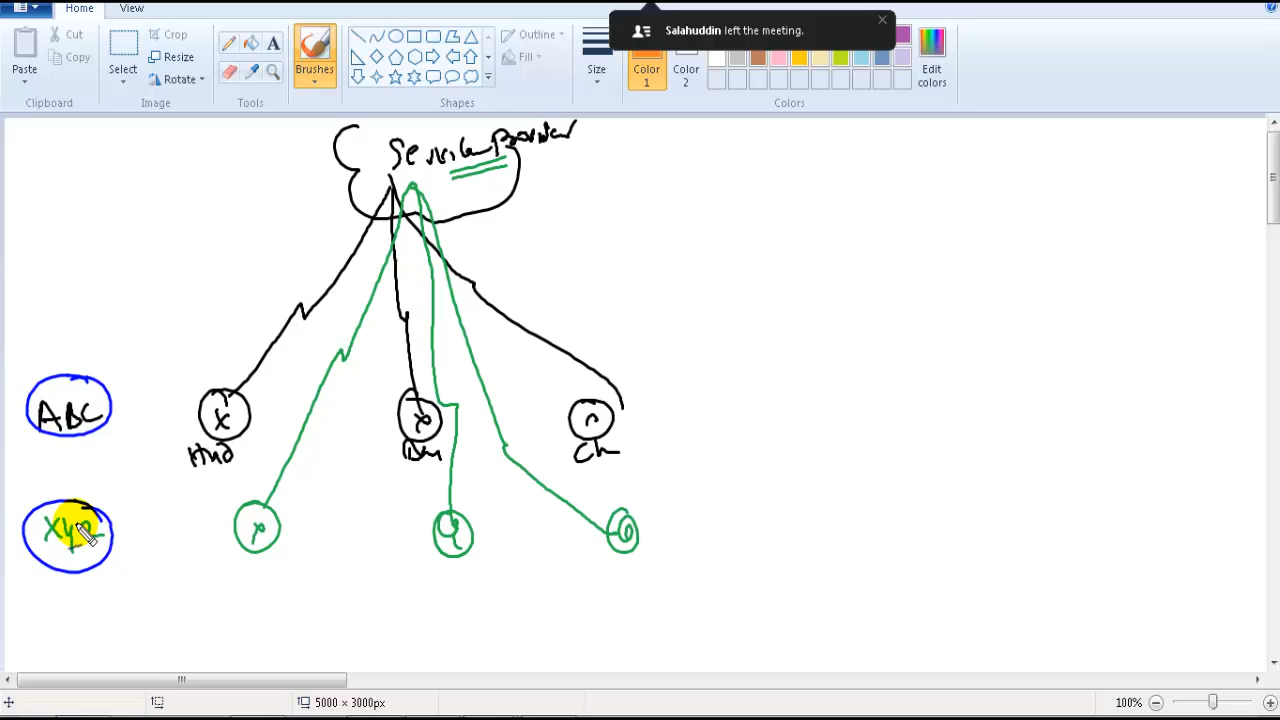 Home View
Salahuddin left the meeting.
Cut
Copy
Paste
Crop
Resize
Rotate
Select
Brushes
Outline
Fill
Size
Color 1
Color 2
Edit colors
Clipboard
Image
Tools
Shapes
Colors
Service Provider
ABC
x
x
Hyd
Ch
Xyz
5000 × 3000px
100%